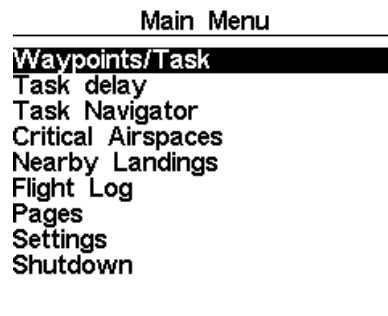 Main Menu
Waypoints/Task
Task delay
Task Navigator
Critical Airspaces
Nearby Landings
Flight Log
Pages
Settings
Shutdown